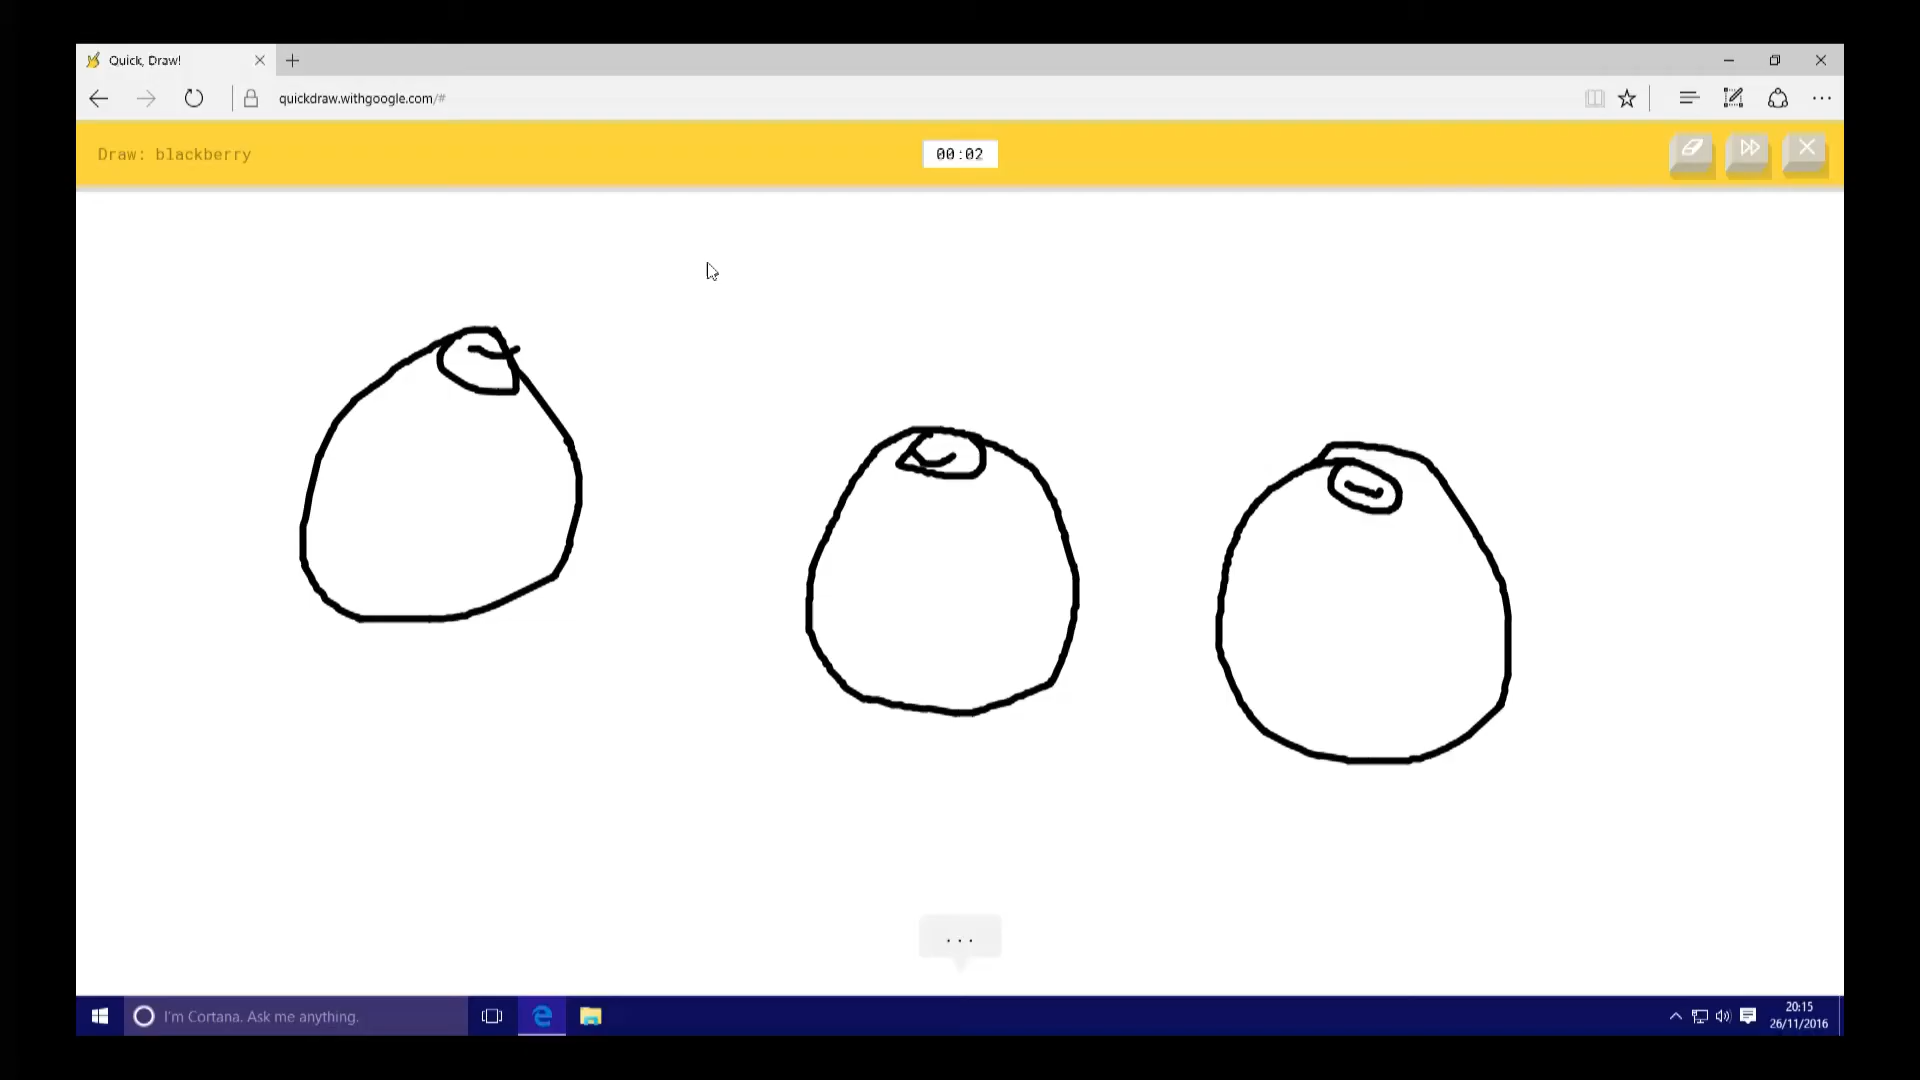 Quick, Draw!
quickdraw.withgoogle.com/#
Draw: blackberry
00:02
...
I'm Cortana. Ask me anything.
20:15
26/11/2016